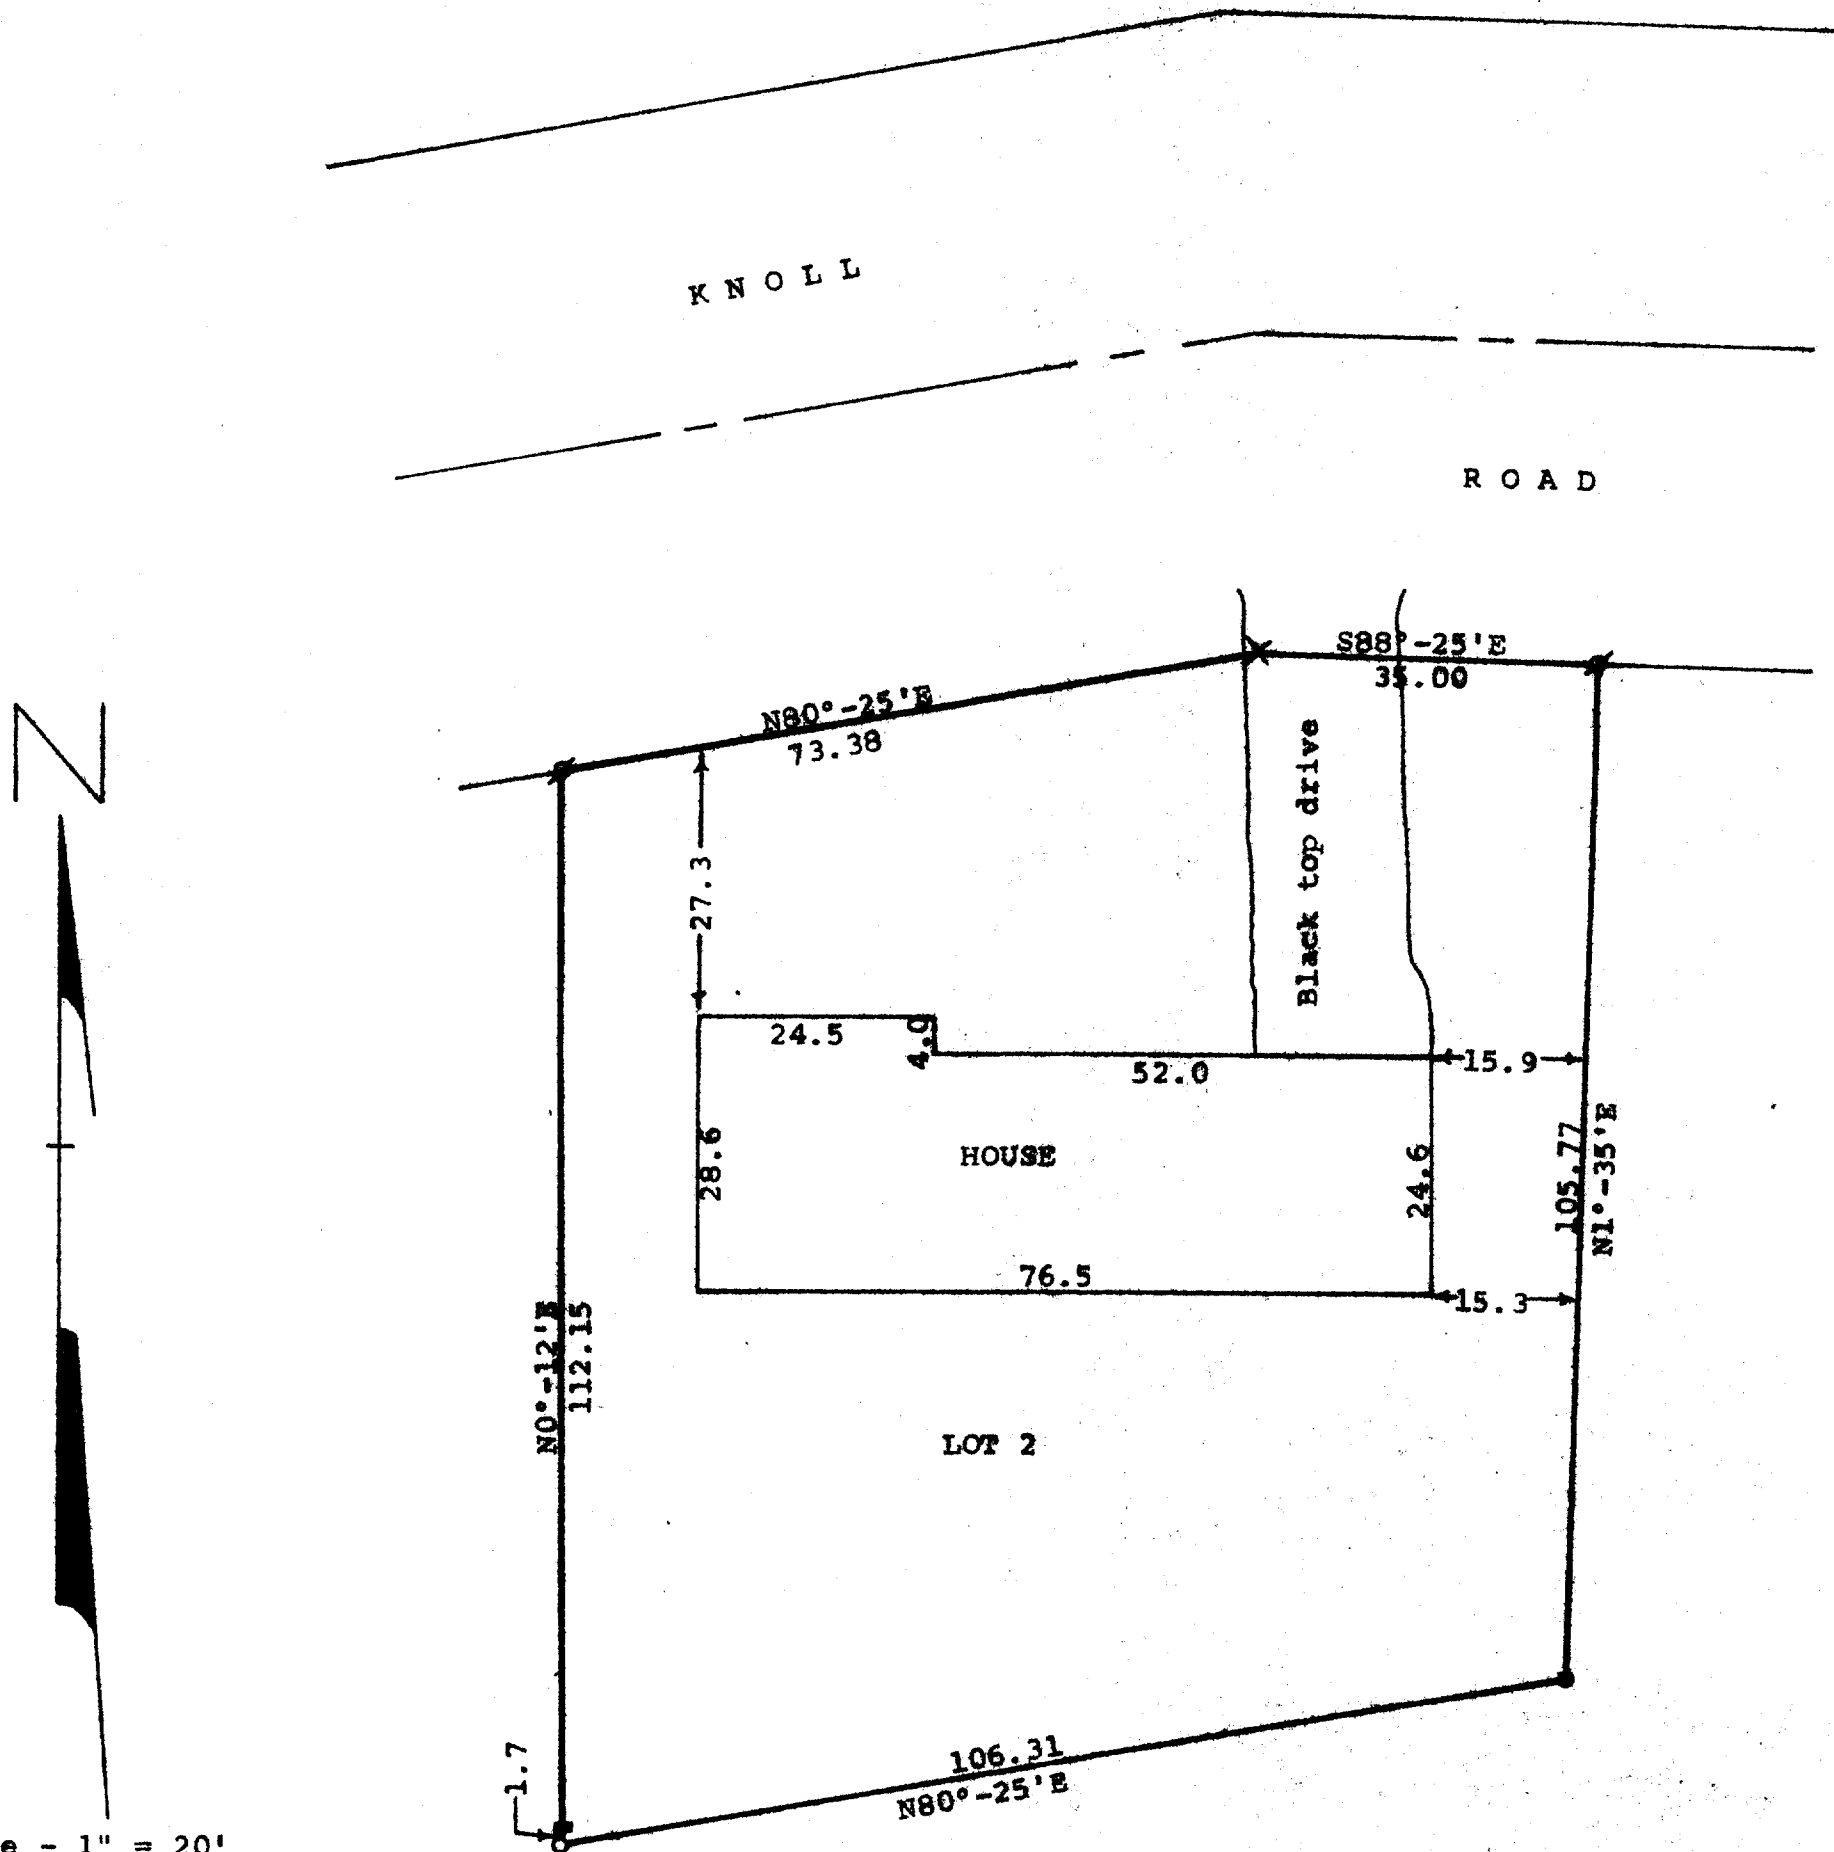 KNOLL
ROAD
S88°-25'E
35.00
N80°-25'E
73.38
N
27.3
Black top drive
24.5
4.0
52.0
15.9
HOUSE
28.6
24.6
105.77
N1°-35'E
76.5
15.3
N0°-12'E
112.15
LOT 2
1.7
106.31
N80°-25'E
e - 1" = 20'